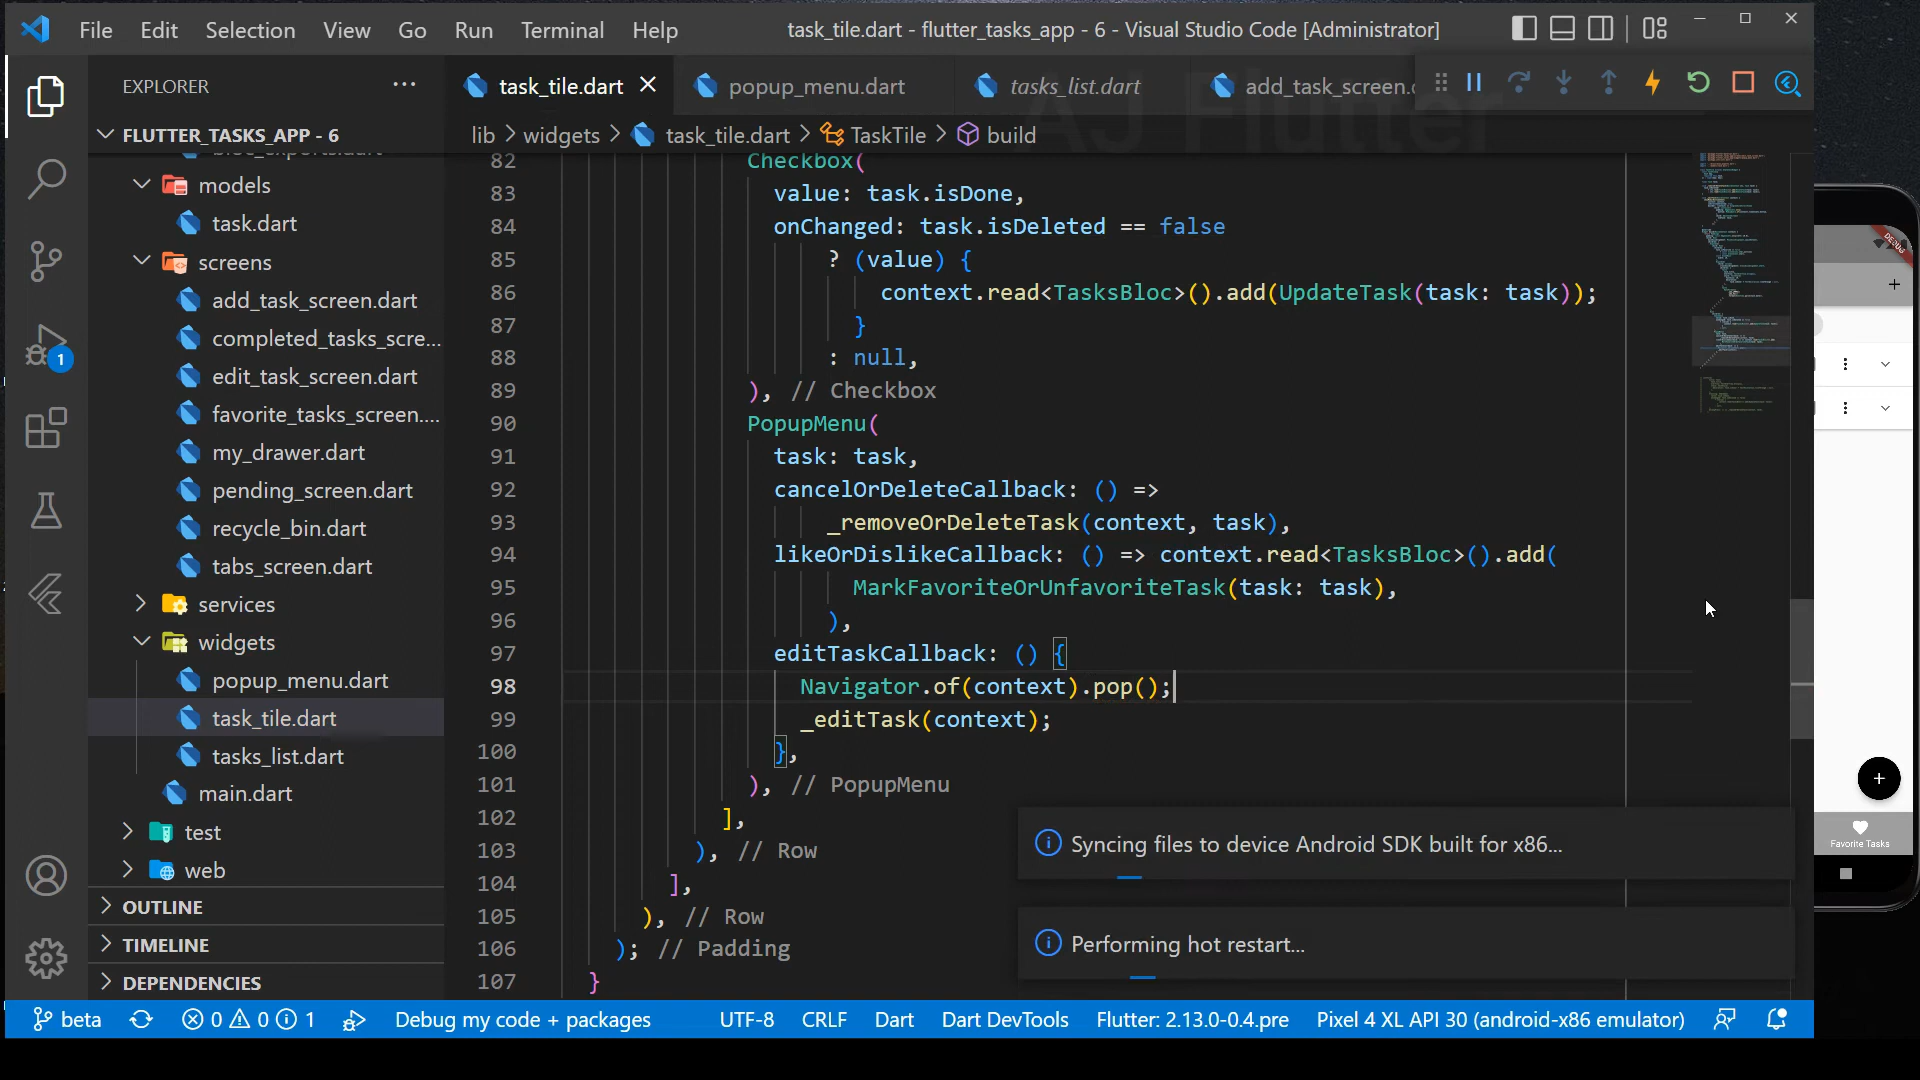 File Edit Selection View Go Run Terminal Help
task_tile.dart - flutter_tasks_app - 6 - Visual Studio Code [Administrator]
EXPLORER
task_tile.dart
popup_menu.dart
tasks_list.dart
add_task_screen.
AJ Flutter
FLUTTER_TASKS_APP - 6
lib > widgets > task_tile.dart > TaskTile > build
bloc_exports.dart
models
task.dart
screens
add_task_screen.dart
completed_tasks_scre...
edit_task_screen.dart
favorite_tasks_screen....
my_drawer.dart
pending_screen.dart
recycle_bin.dart
tabs_screen.dart
services
widgets
popup_menu.dart
task_tile.dart
tasks_list.dart
main.dart
test
web
OUTLINE
TIMELINE
DEPENDENCIES
1
82 Checkbox(
83 value: task.isDone,
84 onChanged: task.isDeleted == false
85 ? (value) {
86 context.read<TasksBloc>().add(UpdateTask(task: task));
87 }
88 : null,
89 ), // Checkbox
90 PopupMenu(
91 task: task,
92 cancelOrDeleteCallback: () =>
93 _removeOrDeleteTask(context, task),
94 likeOrDislikeCallback: () => context.read<TasksBloc>().add(
95 MarkFavoriteOrUnfavoriteTask(task: task),
96 ),
97 editTaskCallback: () {
98 Navigator.of(context).pop();
99 _editTask(context);
100 },
101 ), // PopupMenu
102 ],
103 ), // Row
104 ],
105 ), // Row
106 ); // Padding
107 }
Syncing files to device Android SDK built for x86...
Performing hot restart...
DEBUG
Favorite Tasks
beta
0 0 1
Debug my code + packages
UTF-8
CRLF
Dart
Dart DevTools
Flutter: 2.13.0-0.4.pre
Pixel 4 XL API 30 (android-x86 emulator)